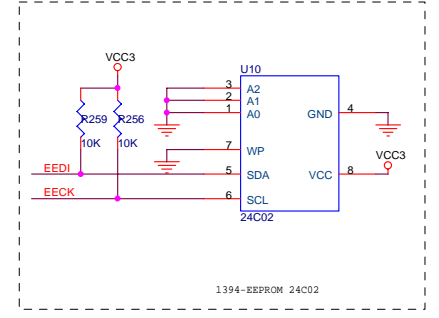 VCC3
U10
3 A2
2 A1
1 A0
GND 4
R259 R256
10K 10K
7 WP
VCC3
EEDI 5 SDA VCC 8
EECK 6 SCL
24C02
1394-EEPROM 24C02